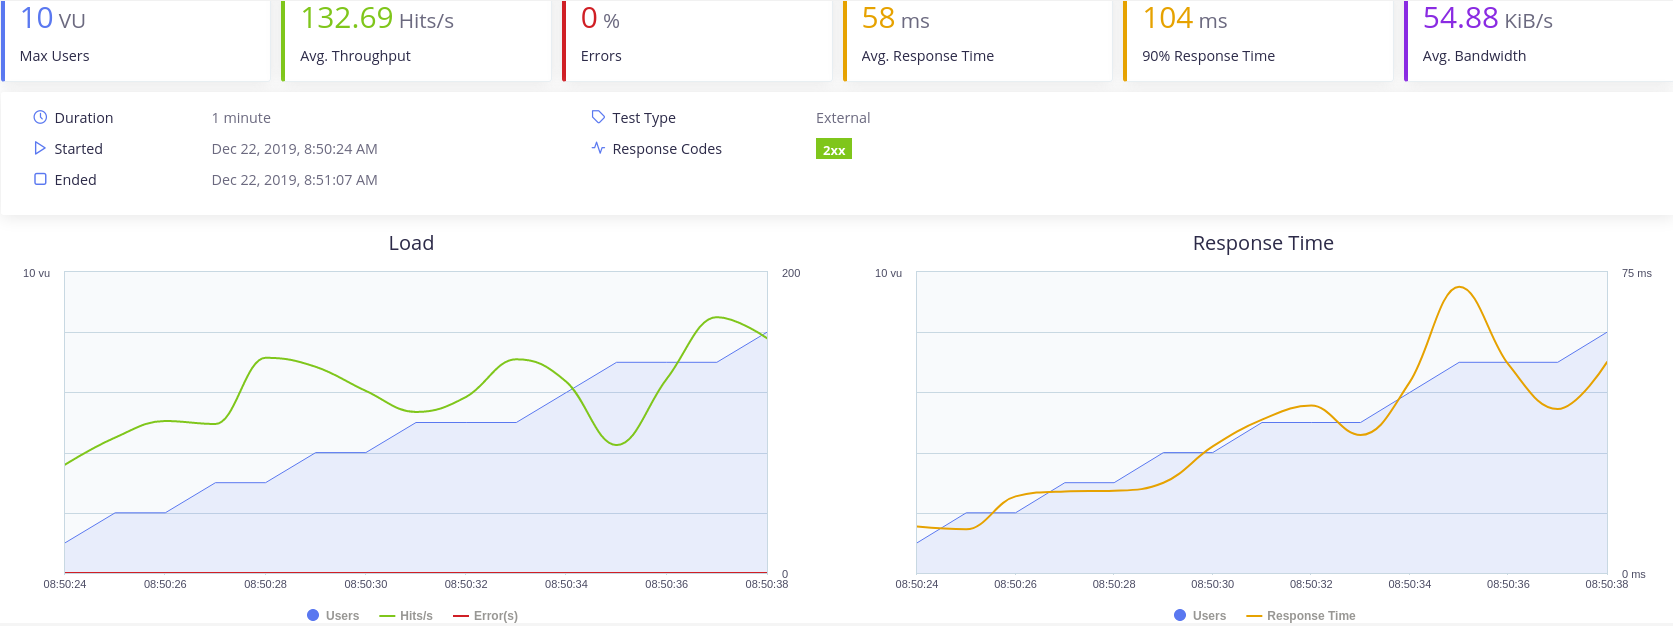 10 VU
Max Users
132.69 Hits/s
Avg. Throughput
0 %
Errors
58 ms
Avg. Response Time
104 ms
90% Response Time
54.88 KiB/s
Avg. Bandwidth
Duration 1 minute
Started Dec 22, 2019, 8:50:24 AM
Ended Dec 22, 2019, 8:51:07 AM
Test Type External
Response Codes 2xx
Load
10 vu 200
0
08:50:24 08:50:26 08:50:28 08:50:30 08:50:32 08:50:34 08:50:36 08:50:38
Users Hits/s Error(s)
Response Time
10 vu 75 ms
0 ms
08:50:24 08:50:26 08:50:28 08:50:30 08:50:32 08:50:34 08:50:36 08:50:38
Users Response Time